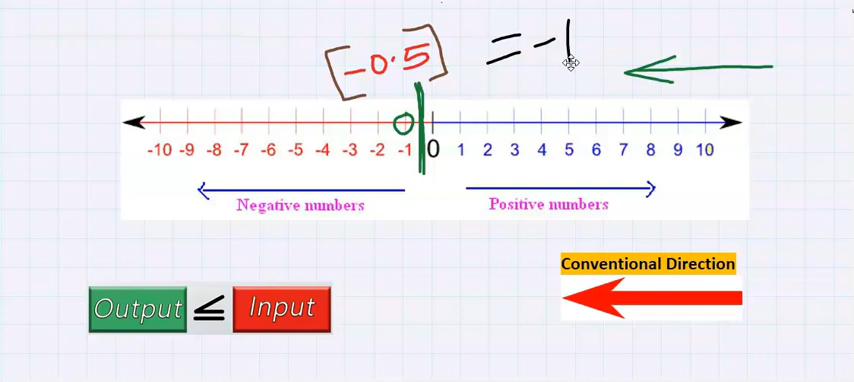 [-0.5] = -1
-10 -9 -8 -7 -6 -5 -4 -3 -2 -1 0 1 2 3 4 5 6 7 8 9 10
Negative numbers Positive numbers
Conventional Direction
Output ≤ Input